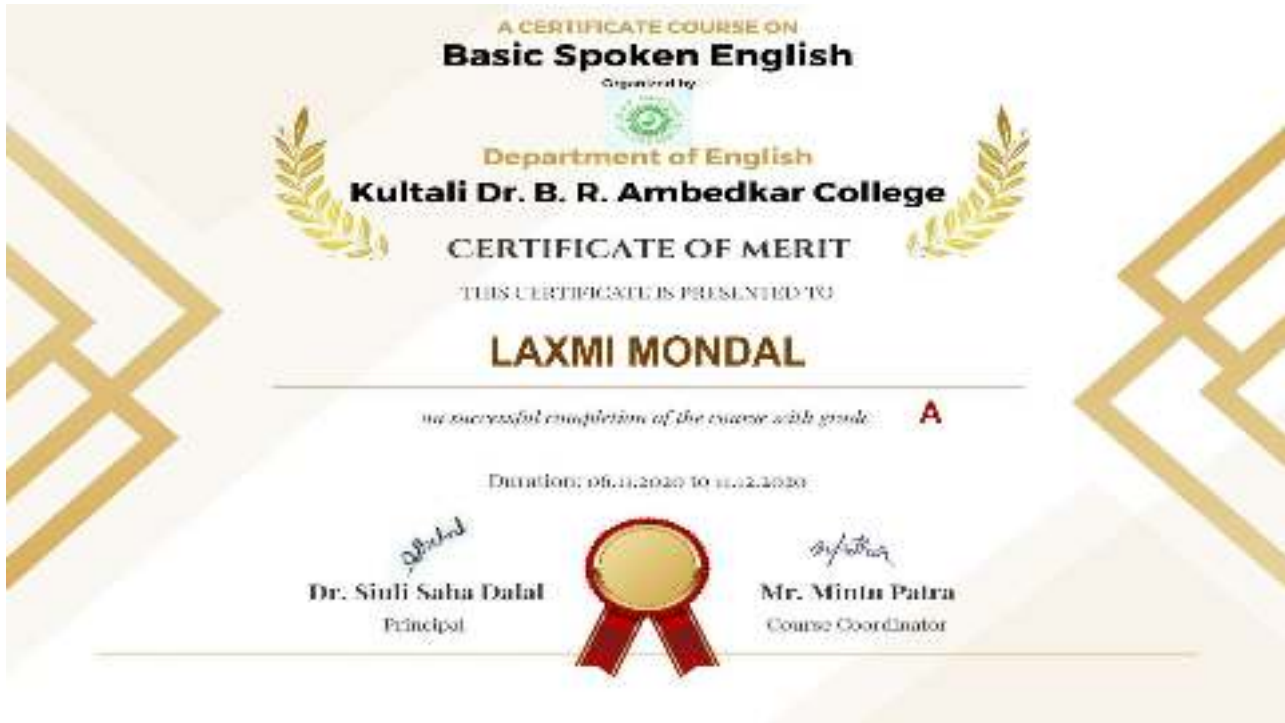 A CERTIFICATE COURSE ON
Basic Spoken English
Organized by
Department of English
Kultali Dr. B. R. Ambedkar College
CERTIFICATE OF MERIT
THIS CERTIFICATE IS PRESENTED TO
LAXMI MONDAL
on successful completion of the course with grade A
Duration: 06.11.2020 to 11.12.2020
Dr. Siuli Saha Dalal
Principal
Mr. Mintu Patra
Course Coordinator